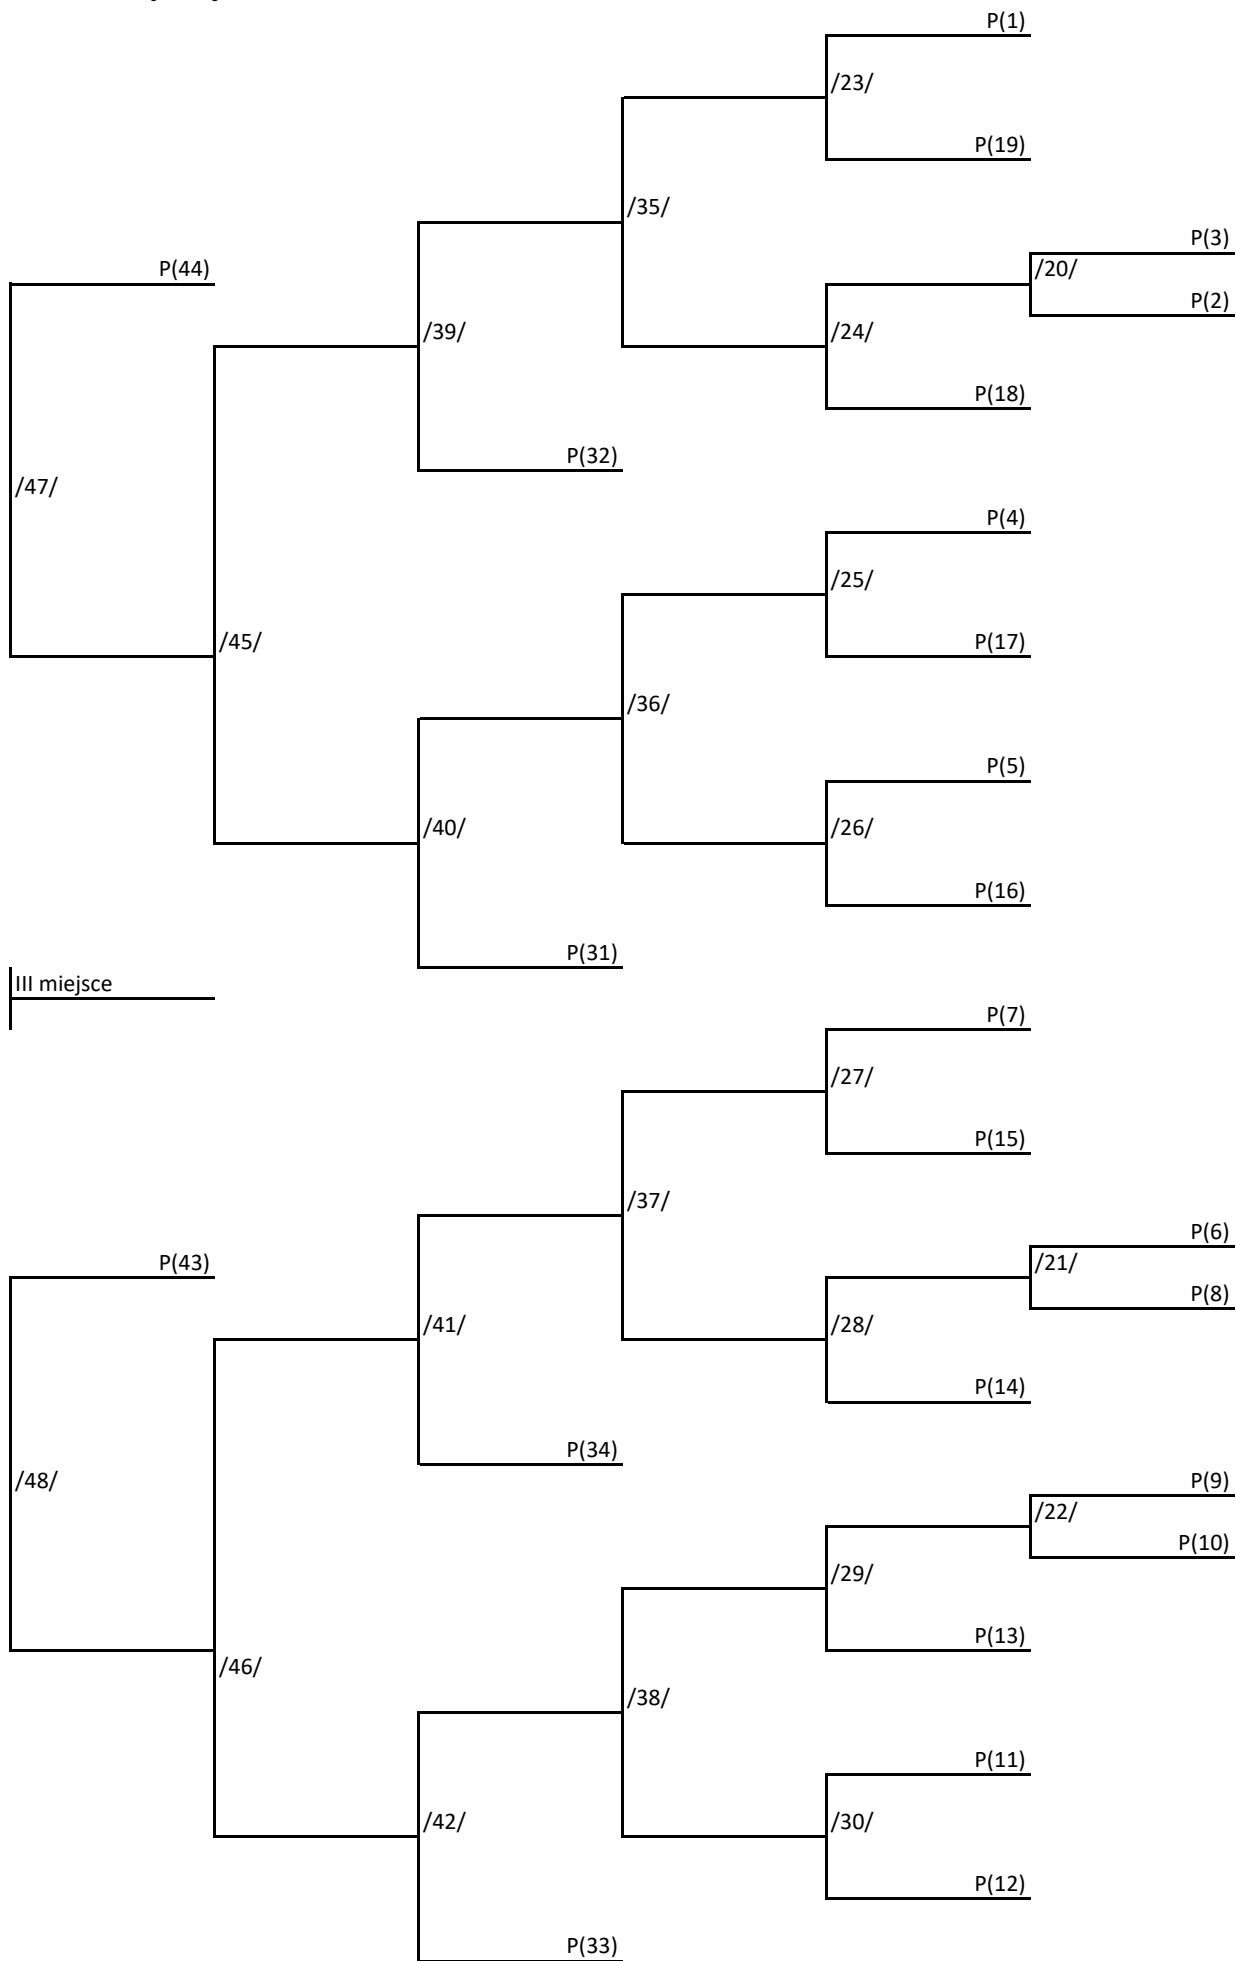 P(1)
/23/
P(19)
/35/
P(3)
P(44)
/20/
P(2)
/39/
/24/
P(18)
P(32)
/47/
P(4)
/25/
/45/
P(17)
/36/
P(5)
/40/
/26/
P(16)
P(31)
III miejsce
P(7)
/27/
P(15)
/37/
P(6)
P(43)
/21/
P(8)
/41/
/28/
P(14)
P(34)
/48/
P(9)
/22/
P(10)
/29/
P(13)
/46/
/38/
P(11)
/42/
/30/
P(12)
P(33)